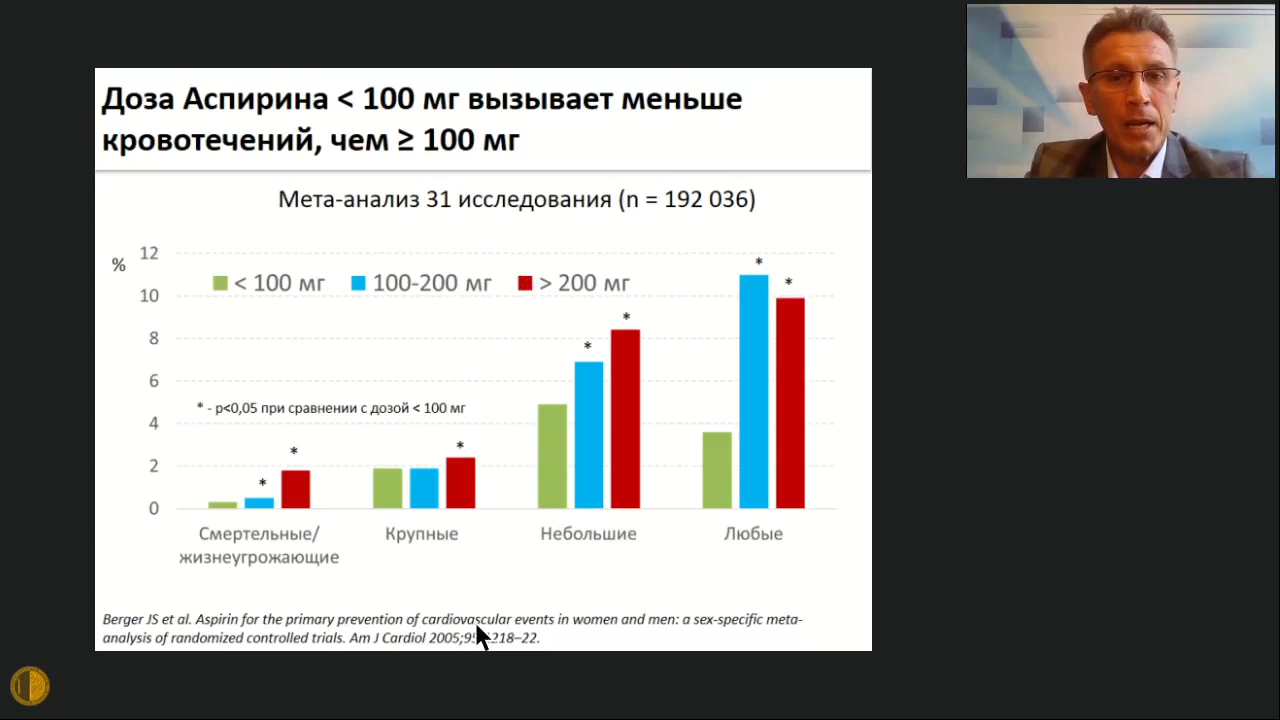 Доза Аспирина < 100 мг вызывает меньше
кровотечений, чем ≥ 100 мг
Мета-анализ 31 исследования (n = 192 036)
%
12
10
8
6
4
2
0
< 100 мг 100-200 мг > 200 мг
* - p<0,05 при сравнении с дозой < 100 мг
* * * * * * *
Смертельные/
жизнеугрожающие
Крупные
Небольшие
Любые
Berger JS et al. Aspirin for the primary prevention of cardiovascular events in women and men: a sex-specific meta-
analysis of randomized controlled trials. Am J Cardiol 2005; 218–22.